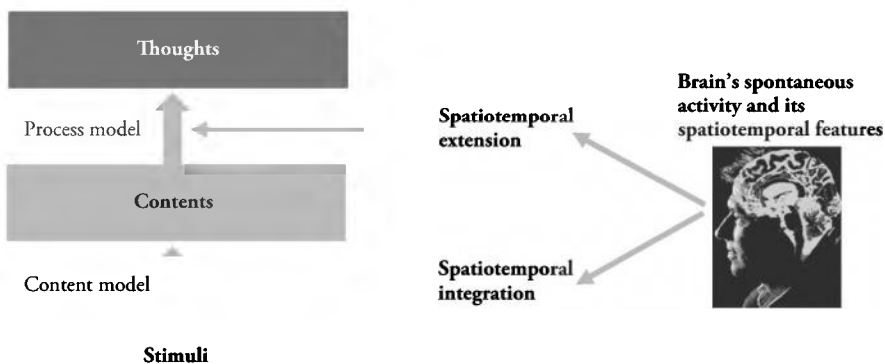 Thoughts
Process model
Contents
Content model
Stimuli
Spatiotemporal
extension
Spatiotemporal
integration
Brain's spontaneous
activity and its
spatiotemporal features